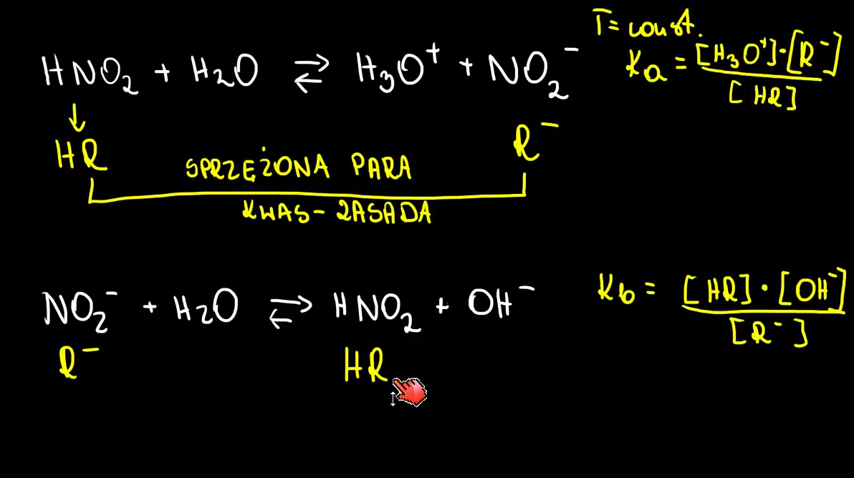 T = const.
HNO₂ + H₂O ⇌ H₃O⁺ + NO₂⁻
Ka = [H₃O⁺]·[R⁻] / [HR]
↓
HR R⁻
SPRZĘŻONA PARA
KWAS-ZASADA
NO₂⁻ + H₂O ⇌ HNO₂ + OH⁻
Kb = [HR]·[OH⁻] / [R⁻]
R⁻ HR